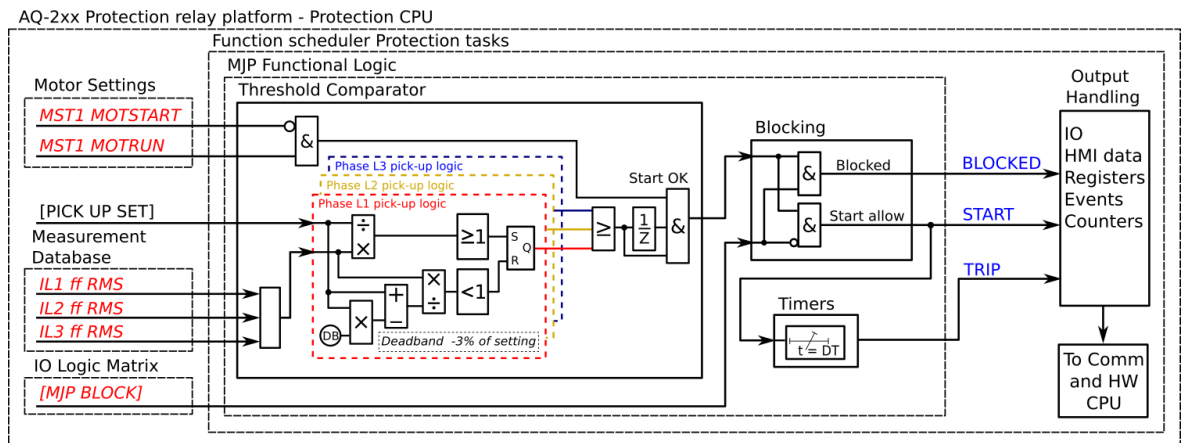 AQ-2xx Protection relay platform - Protection CPU
Function scheduler Protection tasks
MJP Functional Logic
Threshold Comparator
Motor Settings
MST1 MOTSTART
MST1 MOTRUN
&
Phase L3 pick-up logic
Phase L2 pick-up logic
Phase L1 pick-up logic
[PICK UP SET]
Measurement
Database
IL1 ff RMS
IL2 ff RMS
IL3 ff RMS
IO Logic Matrix
[MJP BLOCK]
÷
×
≥1
S
Q
R
×
÷
<1
+
−
×
DB
Deadband -3% of setting
≥
1
Z
Start OK
&
Blocking
&
Blocked
&
Start allow
Timers
t = DT
BLOCKED
START
TRIP
Output
Handling
IO
HMI data
Registers
Events
Counters
To Comm
and HW
CPU